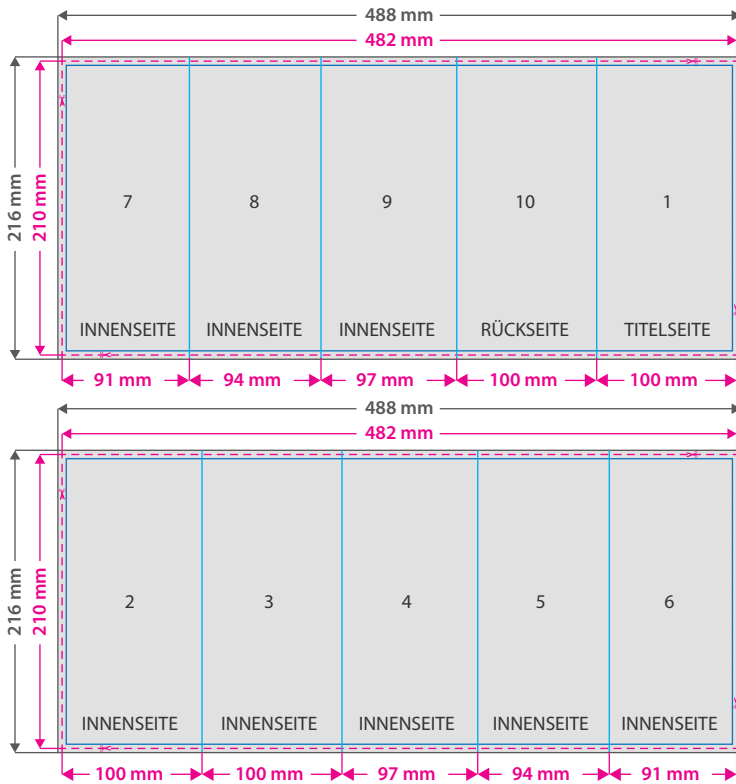 488 mm
482 mm
216 mm
210 mm
7 8 9 10 1
INNENSEITE INNENSEITE INNENSEITE RÜCKSEITE TITELSEITE
91 mm 94 mm 97 mm 100 mm 100 mm
488 mm
482 mm
216 mm
210 mm
2 3 4 5 6
INNENSEITE INNENSEITE INNENSEITE INNENSEITE INNENSEITE
100 mm 100 mm 97 mm 94 mm 91 mm